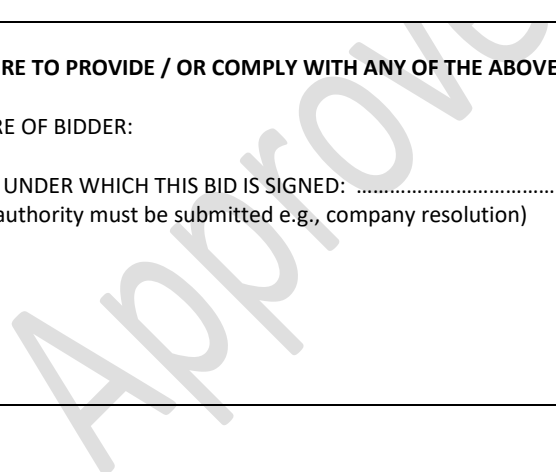 RE TO PROVIDE / OR COMPLY WITH ANY OF THE ABOVE
RE OF BIDDER:
UNDER WHICH THIS BID IS SIGNED: ……………………………
authority must be submitted e.g., company resolution)
Approve